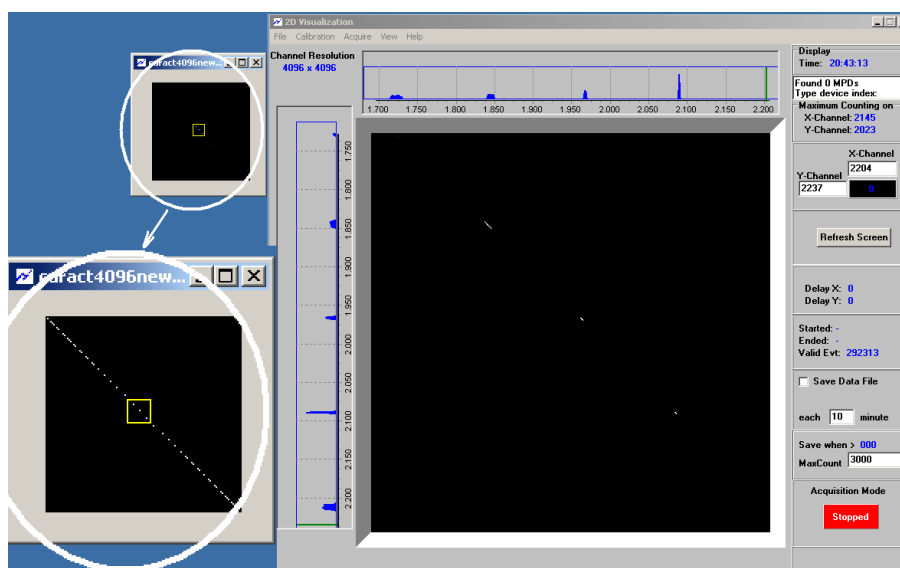 2D Visualization
File Calibration Acquire View Help
caract4096new...
Channel Resolution
4096 x 4096
1.700 1.750 1.800 1.850 1.900 1.950 2.000 2.050 2.100 2.150 2.200
1.750
1.800
1.850
1.900
1.950
2.000
2.050
2.100
2.150
2.200
caract4096new...
Display
Time: 20:43:13
Found 0 MPDs
Type device index:
Maximum Counting on
X-Channel: 2145
Y-Channel: 2023
X-Channel
2204
Y-Channel
2237 0
Refresh Screen
Delay X: 0
Delay Y: 0
Started: -
Ended: -
Valid Evt: 292313
Save Data File
each 10 minute
Save when > 000
MaxCount 3000
Acquisition Mode
Stopped